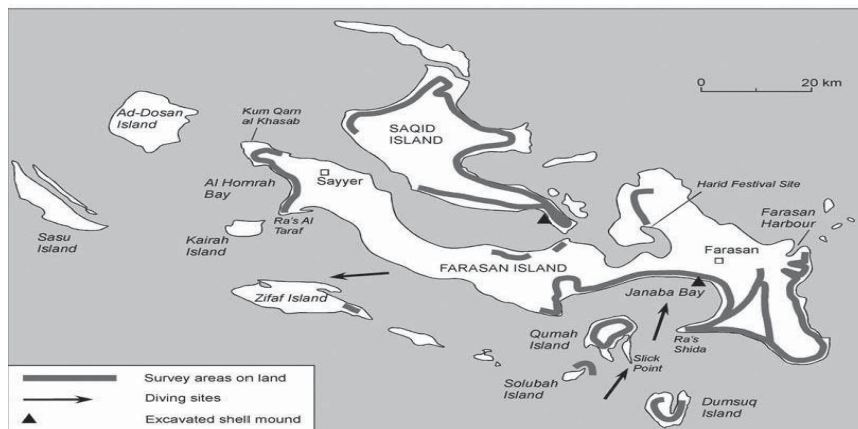 0
20 km
Ad-Dosan
Island
Kum Qarn
al Khasab
SAQID
ISLAND
Sayyer
Al Homrah
Bay
Harid Festival Site
Farasan
Harbour
Ra's Al
Taraf
Sasu
Island
Kairah
Island
Farasan
FARASAN ISLAND
Zifaf Island
Janaba Bay
Qumah
Island
Ra's
Shida
Slick
Point
Solubah
Island
Dumsuq
Island
Survey areas on land
Diving sites
Excavated shell mound